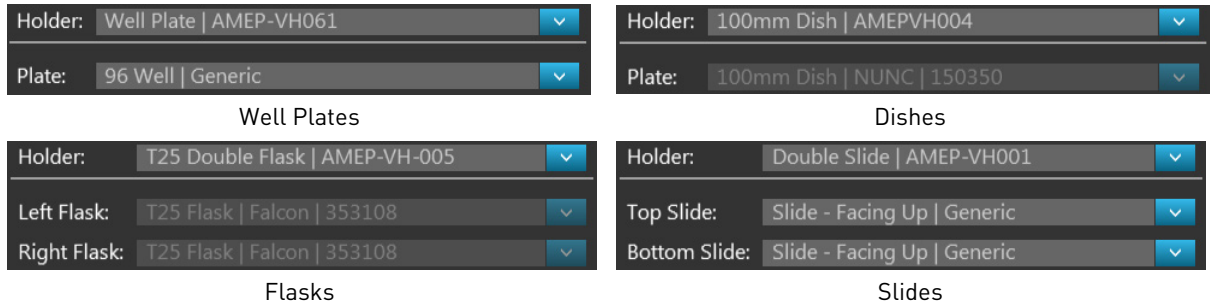 Holder: Well Plate | AMEP-VH061
Plate: 96 Well | Generic
Well Plates
Holder: 100mm Dish | AMEPVH004
Plate: 100mm Dish | NUNC | 150350
Dishes
Holder: T25 Double Flask | AMEP-VH-005
Left Flask: T25 Flask | Falcon | 353108
Right Flask: T25 Flask | Falcon | 353108
Flasks
Holder: Double Slide | AMEP-VH001
Top Slide: Slide - Facing Up | Generic
Bottom Slide: Slide - Facing Up | Generic
Slides